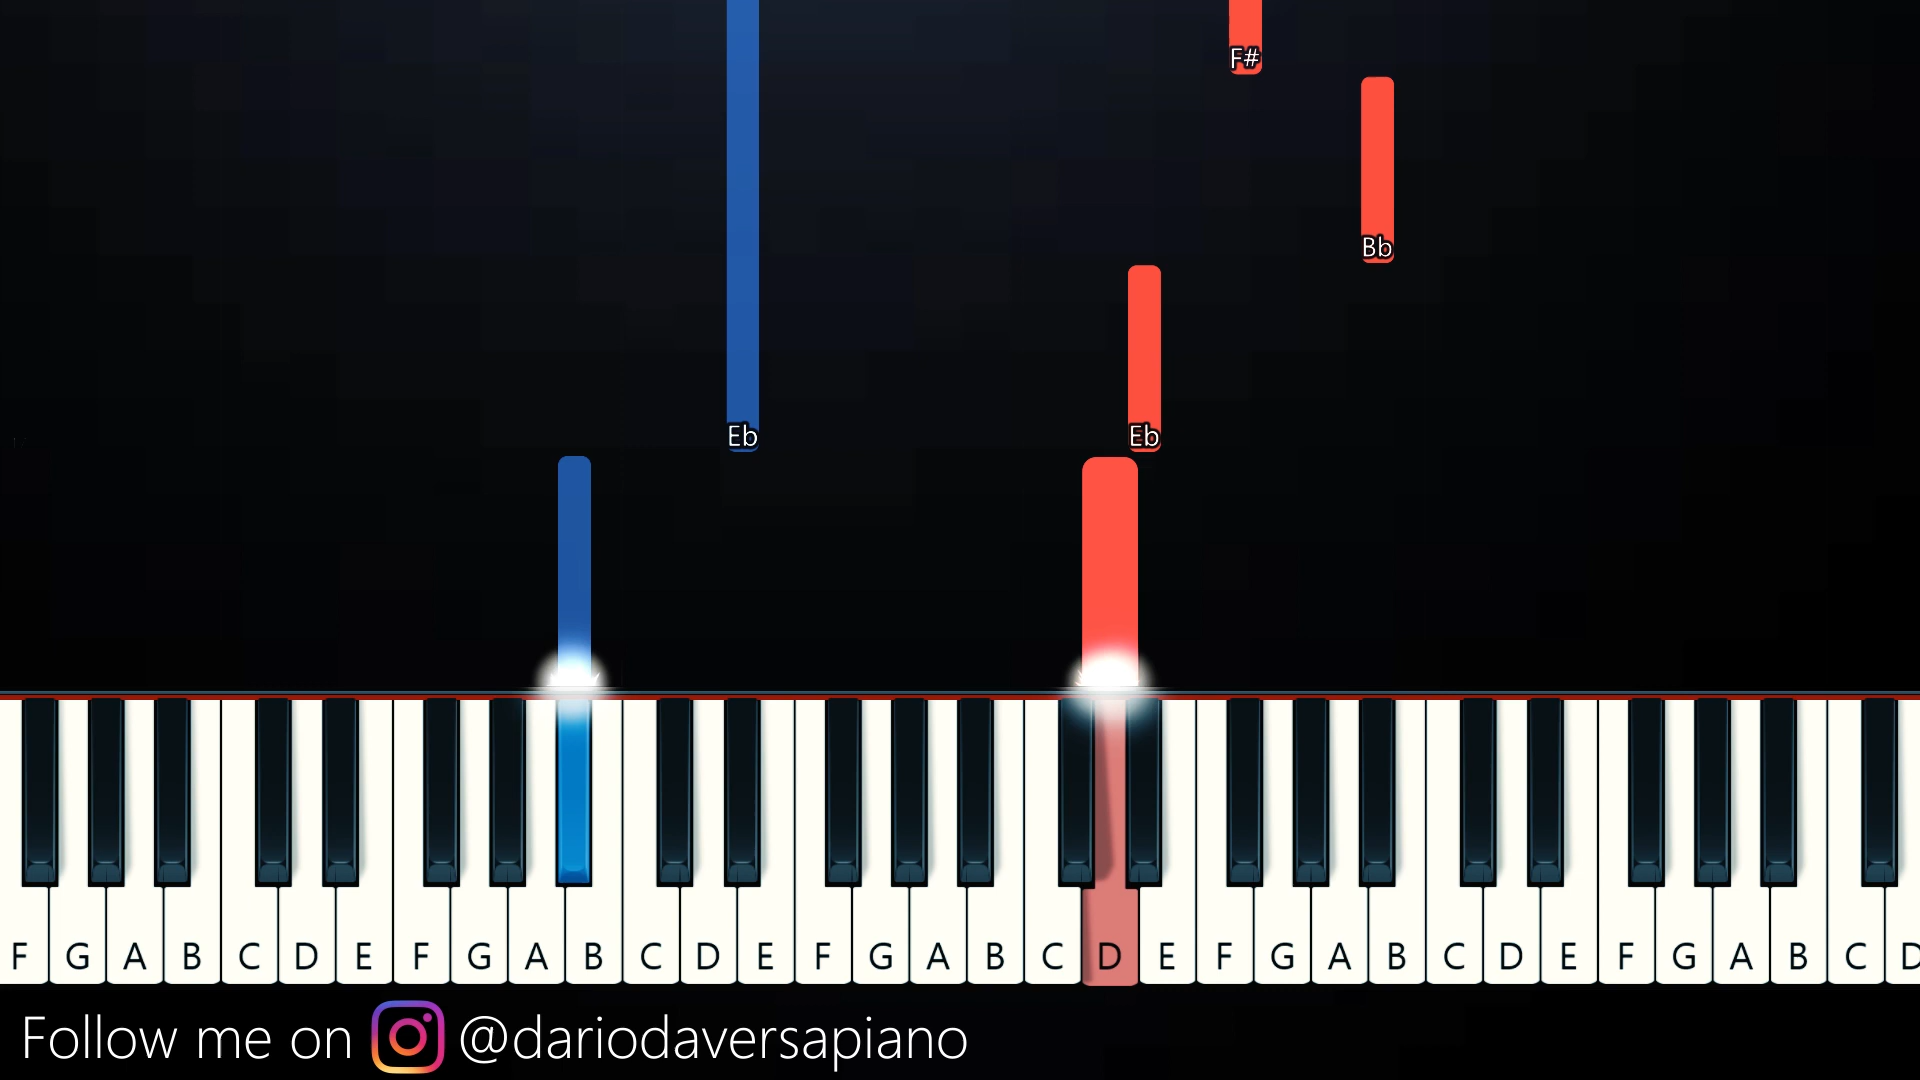 F#
Bb
Eb Eb
F G A B C D E F G A B C D E F G A B C D E F G A B C D E F G A B C D
Follow me on @dariodaversapiano